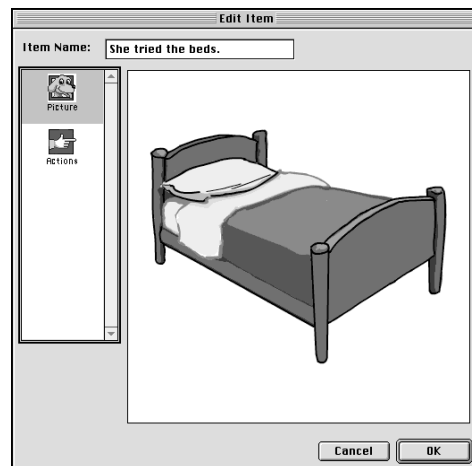 Edit Item
Item Name: She tried the beds.
Picture
Actions
Cancel OK